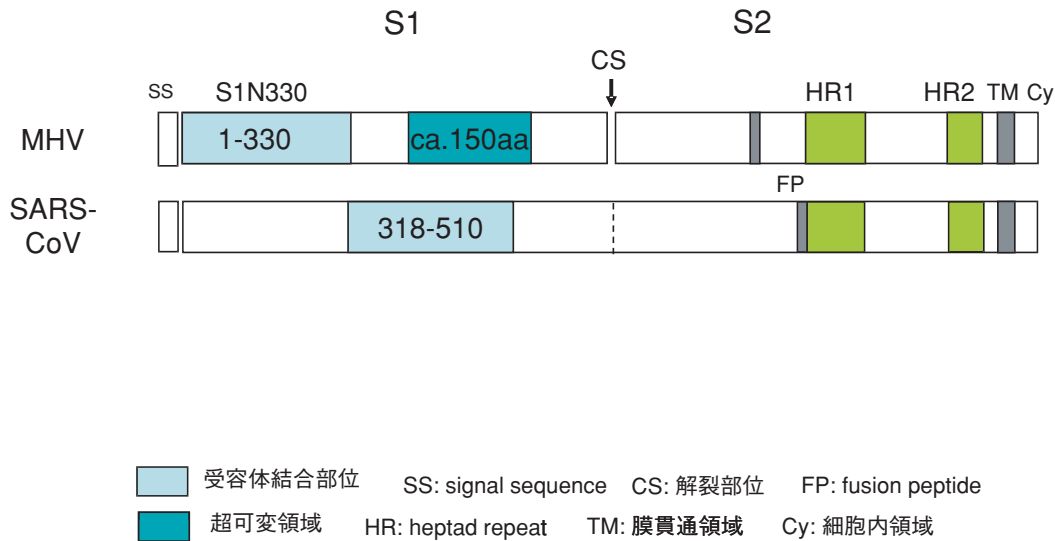 S1 S2
CS
SS S1N330 HR1 HR2 TM Cy
MHV 1-330 ca.150aa
FP
SARS-
CoV 318-510
受容体結合部位 SS: signal sequence CS: 解裂部位 FP: fusion peptide
超可変領域 HR: heptad repeat TM: 膜貫通領域 Cy: 細胞内領域